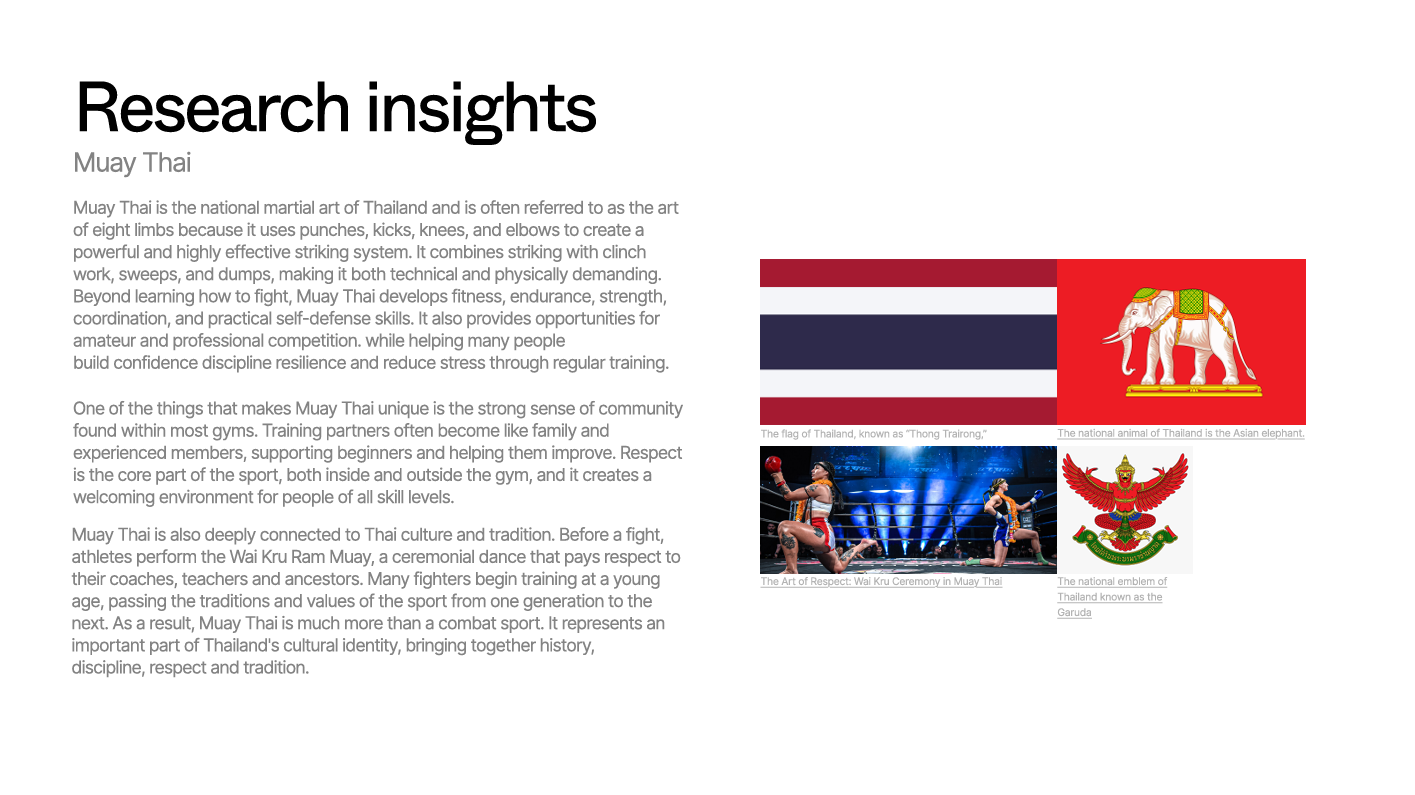 Research insights
Muay Thai
Muay Thai is the national martial art of Thailand and is often referred to as the art
of eight limbs because it uses punches, kicks, knees, and elbows to create a
powerful and highly effective striking system. It combines striking with clinch
work, sweeps, and dumps, making it both technical and physically demanding.
Beyond learning how to fight, Muay Thai develops fitness, endurance, strength,
coordination, and practical self-defense skills. It also provides opportunities for
amateur and professional competition. while helping many people
build confidence discipline resilience and reduce stress through regular training.
One of the things that makes Muay Thai unique is the strong sense of community
found within most gyms. Training partners often become like family and
experienced members, supporting beginners and helping them improve. Respect
is the core part of the sport, both inside and outside the gym, and it creates a
welcoming environment for people of all skill levels.
Muay Thai is also deeply connected to Thai culture and tradition. Before a fight,
athletes perform the Wai Kru Ram Muay, a ceremonial dance that pays respect to
their coaches, teachers and ancestors. Many fighters begin training at a young
age, passing the traditions and values of the sport from one generation to the
next. As a result, Muay Thai is much more than a combat sport. It represents an
important part of Thailand's cultural identity, bringing together history,
discipline, respect and tradition.
The flag of Thailand, known as "Thong Trairong,"
The national animal of Thailand is the Asian elephant.
The Art of Respect: Wai Kru Ceremony in Muay Thai
The national emblem of
Thailand known as the
Garuda